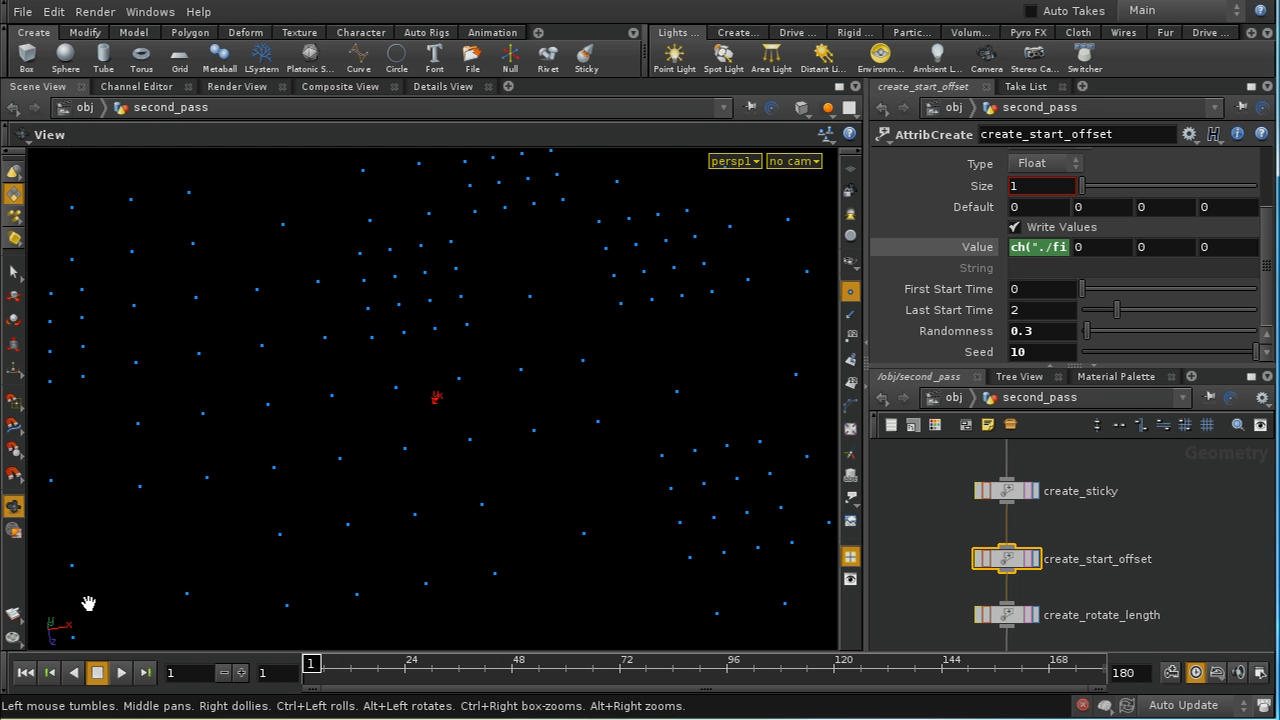 File Edit Render Windows Help
Auto Takes Main
Create Modify Model Polygon Deform Texture Character Auto Rigs Animation
Lights ... Create... Drive ... Rigid ... Partic... Volum... Pyro FX Cloth Wires Fur Drive ...
Box Sphere Tube Torus Grid Metaball LSystem Platonic S... Curve Circle Font File Null Rivet Sticky
Point Light Spot Light Area Light Distant Li... Environm... Ambient L... Camera Stereo Ca... Switcher
Scene View Channel Editor Render View Composite View Details View
create_start_offset Take List
obj second_pass
obj second_pass
View
AttribCreate create_start_offset
persp1 no cam
Type Float
Size 1
Default 0 0 0 0
Write Values
Value ch("./fi 0 0 0
String
First Start Time 0
Last Start Time 2
Randomness 0.3
Seed 10
/obj/second_pass Tree View Material Palette
obj second_pass
Geometry
create_sticky
create_start_offset
create_rotate_length
y x z
1 1 1 24 48 72 96 120 144 168 180
Left mouse tumbles. Middle pans. Right dollies. Ctrl+Left rolls. Alt+Left rotates. Ctrl+Right box-zooms. Alt+Right zooms.
Auto Update